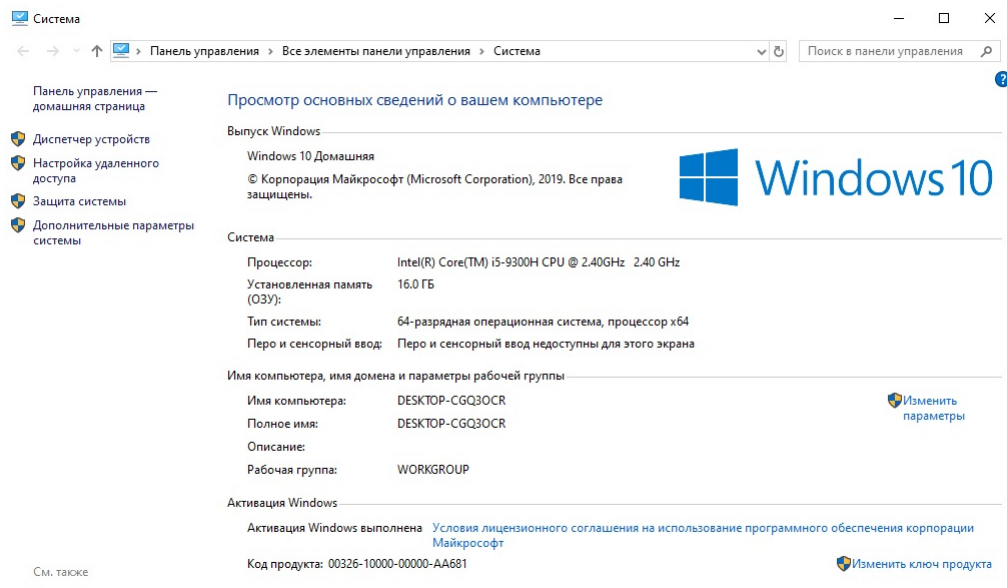 Система
Панель управления › Все элементы панели управления › Система
Поиск в панели управления
?
Панель управления —
домашняя страница
Диспетчер устройств
Настройка удаленного
доступа
Защита системы
Дополнительные параметры
системы
См. также
Просмотр основных сведений о вашем компьютере
Выпуск Windows
Windows 10 Домашняя
© Корпорация Майкрософт (Microsoft Corporation), 2019. Все права
защищены.
Windows 10
Система
Процессор: Intel(R) Core(TM) i5-9300H CPU @ 2.40GHz 2.40 GHz
Установленная память
(ОЗУ): 16.0 ГБ
Тип системы: 64-разрядная операционная система, процессор x64
Перо и сенсорный ввод: Перо и сенсорный ввод недоступны для этого экрана
Имя компьютера, имя домена и параметры рабочей группы
Имя компьютера: DESKTOP-CGQ3OCR
Изменить
параметры
Полное имя: DESKTOP-CGQ3OCR
Описание:
Рабочая группа: WORKGROUP
Активация Windows
Активация Windows выполнена Условия лицензионного соглашения на использование программного обеспечения корпорации
Майкрософт
Код продукта: 00326-10000-00000-AA681
Изменить ключ продукта